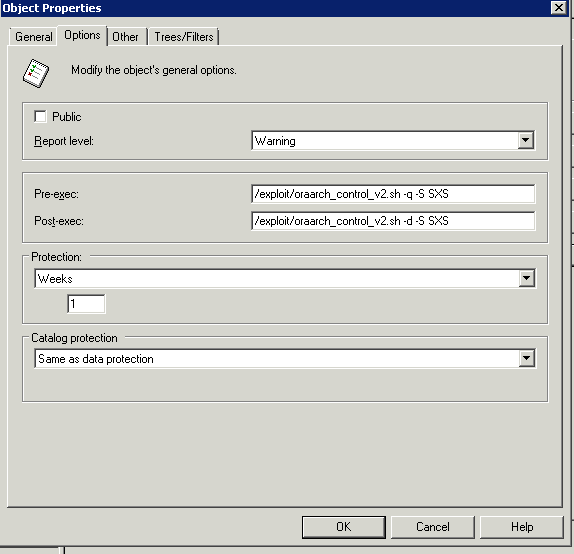 Object Properties
General Options Other Trees/Filters
Modify the object's general options.
Public
Report level: Warning
Pre-exec: /exploit/oraarch_control_v2.sh -q -S SXS
Post-exec: /exploit/oraarch_control_v2.sh -d -S SXS
Protection:
Weeks
1
Catalog protection
Same as data protection
OK Cancel Help